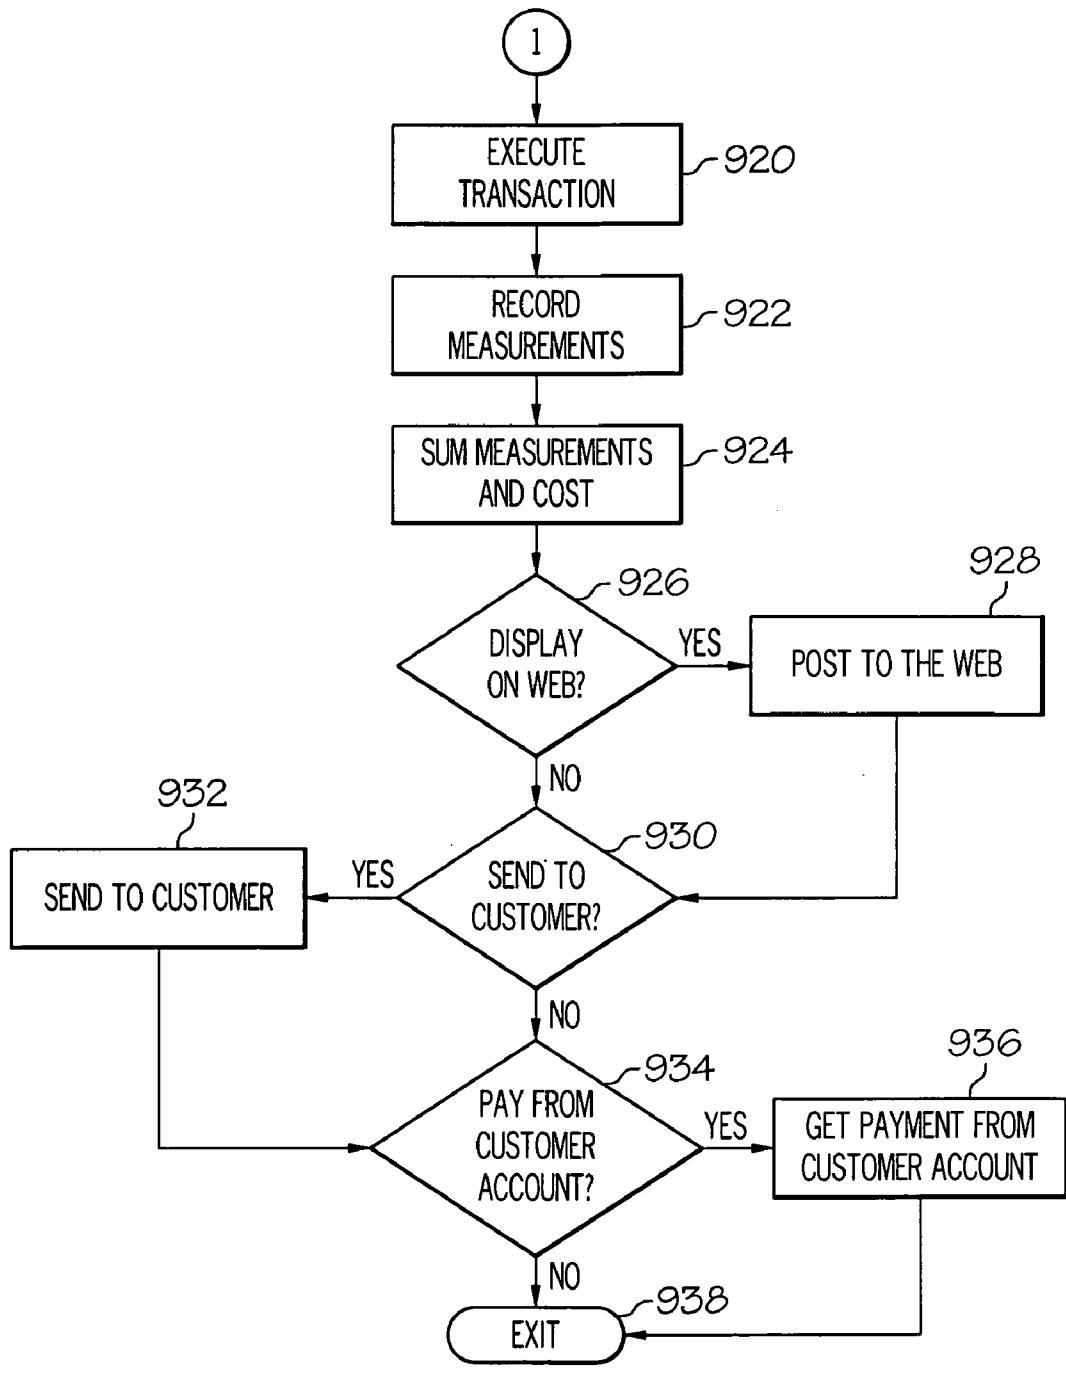 1
EXECUTE
TRANSACTION
920
RECORD
MEASUREMENTS
922
SUM MEASUREMENTS
AND COST
924
926
928
DISPLAY
ON WEB?
YES
POST TO THE WEB
NO
932
930
SEND TO CUSTOMER
YES
SEND TO
CUSTOMER?
NO
934
936
PAY FROM
CUSTOMER
ACCOUNT?
YES
GET PAYMENT FROM
CUSTOMER ACCOUNT
NO
938
EXIT